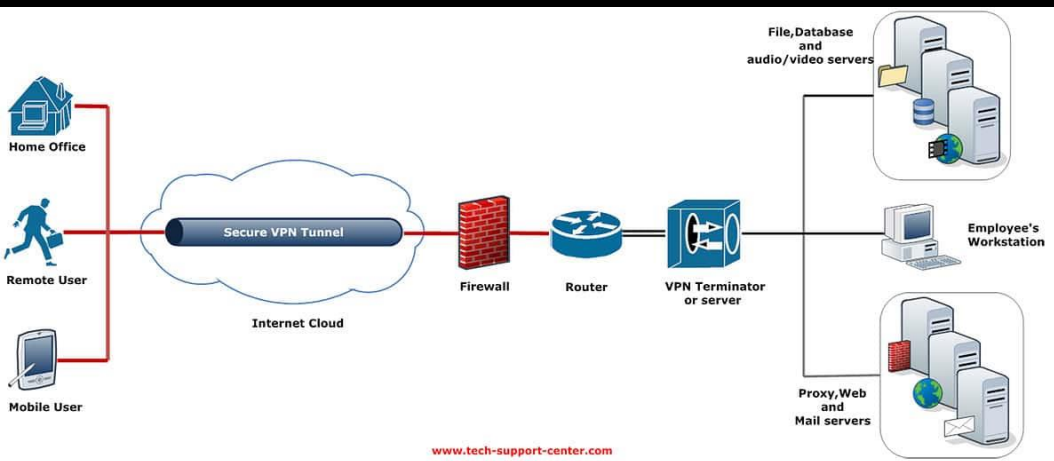 File,Database
and
audio/video servers
Home Office
Secure VPN Tunnel
Employee's
Workstation
Remote User
Firewall
Router
VPN Terminator
or server
Internet Cloud
Mobile User
Proxy,Web
and
Mail servers
www.tech-support-center.com